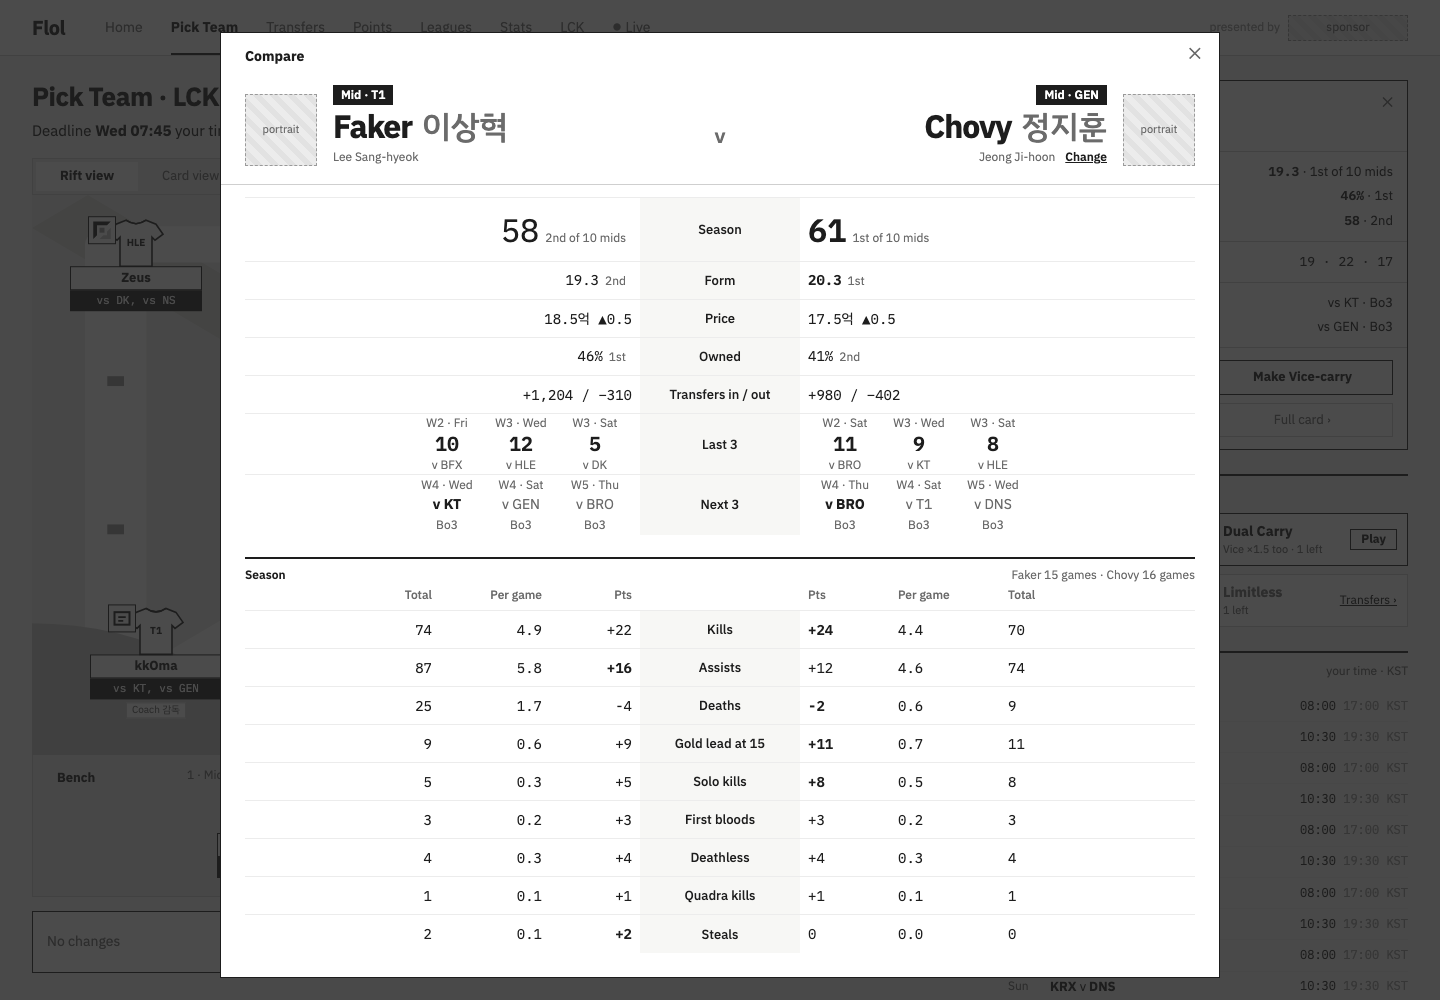 Flol Home Pick Team Transfers Points Leagues Stats LCK Live presented by sponsor
Compare
Mid · T1
Faker 이상혁
Lee Sang-hyeok
portrait
v
Mid · GEN
Chovy 정지훈
Jeong Ji-hoon Change
portrait
58 2nd of 10 mids Season 61 1st of 10 mids
19.3 2nd Form 20.3 1st
18.5억 ▲0.5 Price 17.5억 ▲0.5
46% 1st Owned 41% 2nd
+1,204 / −310 Transfers in / out +980 / −402
W2 · Fri W3 · Wed W3 · Sat W2 · Sat W3 · Wed W3 · Sat
10 12 5 Last 3 11 9 8
v BFX v HLE v DK v BRO v KT v HLE
W4 · Wed W4 · Sat W5 · Thu W4 · Thu W4 · Sat W5 · Wed
v KT v GEN v BRO Next 3 v BRO v T1 v DNS
Bo3 Bo3 Bo3 Bo3 Bo3 Bo3
Season Faker 15 games · Chovy 16 games
Total Per game Pts Pts Per game Total
74 4.9 +22 Kills +24 4.4 70
87 5.8 +16 Assists +12 4.6 74
25 1.7 -4 Deaths -2 0.6 9
9 0.6 +9 Gold lead at 15 +11 0.7 11
5 0.3 +5 Solo kills +8 0.5 8
3 0.2 +3 First bloods +3 0.2 3
4 0.3 +4 Deathless +4 0.3 4
1 0.1 +1 Quadra kills +1 0.1 1
2 0.1 +2 Steals 0 0.0 0
Pick Team · LCK
Deadline Wed 07:45 your
Rift view Card view
HLE
Zeus
vs DK, vs NS
T1
kkOma
vs KT, vs GEN
Coach 감독
Bench
No changes
19.3 · 1st of 10 mids
46% · 1st
58 · 2nd
19 · 22 · 17
vs KT · Bo3
vs GEN · Bo3
Make Vice-carry
Full card ›
Dual Carry
Vice ×1.5 too · 1 left
Play
Limitless
1 left
Transfers ›
your time · KST
08:00 17:00 KST
10:30 19:30 KST
08:00 17:00 KST
10:30 19:30 KST
08:00 17:00 KST
10:30 19:30 KST
08:00 17:00 KST
10:30 19:30 KST
08:00 17:00 KST
Sun KRX v DNS 10:30 19:30 KST